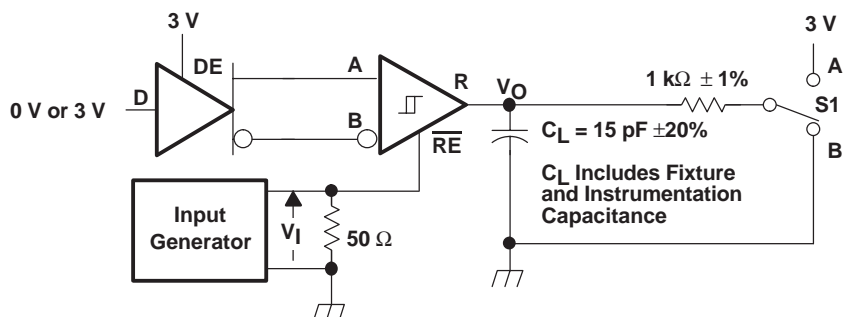 3 V
3 V
DE
A
R
VO
1 kΩ ± 1%
A
0 V or 3 V
D
S1
B
RE
CL = 15 pF ±20%
B
CL Includes Fixture
and Instrumentation
Capacitance
Input
Generator
VI
50 Ω